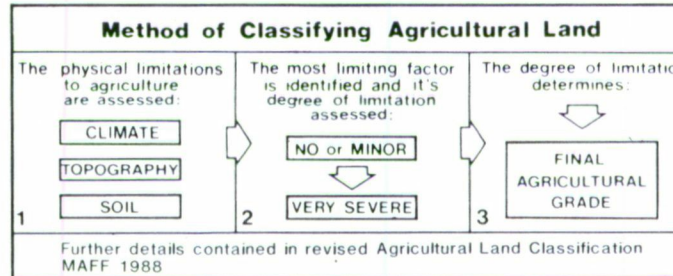 Method of Classifying Agricultural Land
The physical limitations
to agriculture
are assessed:
CLIMATE
TOPOGRAPHY
SOIL
1
The most limiting factor
is identified and it's
degree of limitation
assessed:
NO or MINOR
VERY SEVERE
2
The degree of limitatio
determines:
FINAL
AGRICULTURAL
GRADE
3
Further details contained in revised Agricultural Land Classification
MAFF 1988